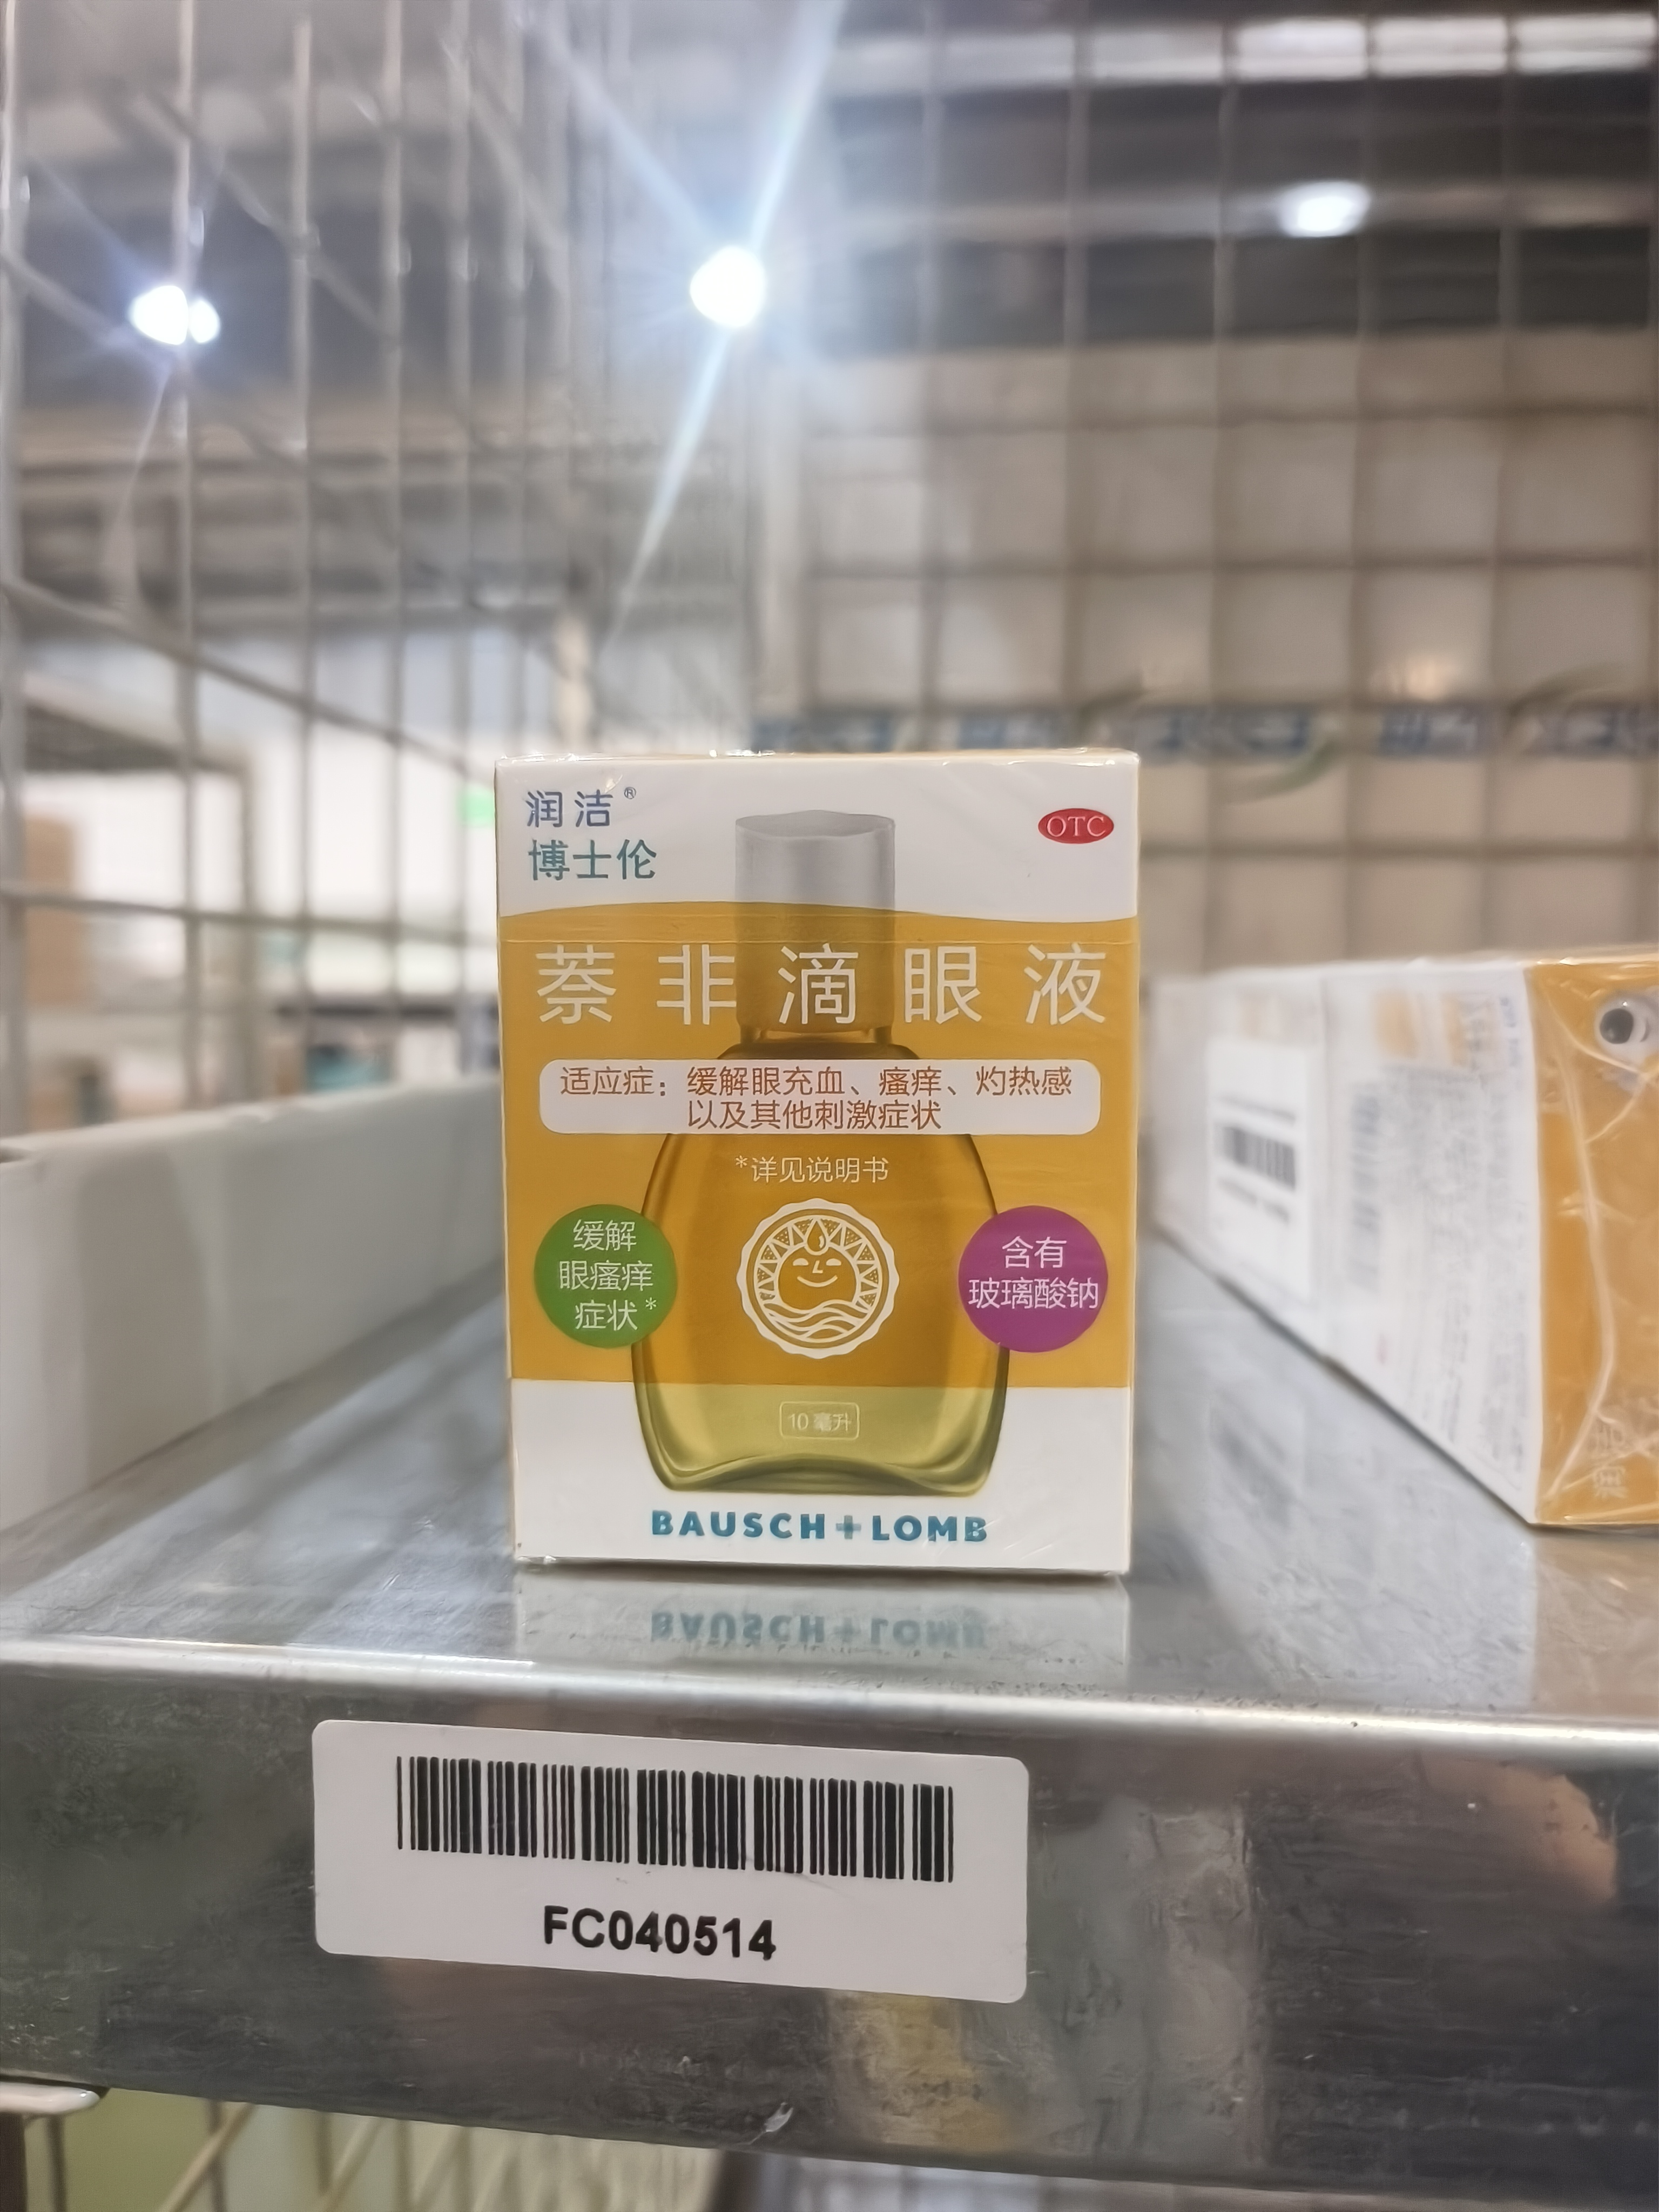 润洁®
博士伦
OTC
萘非滴眼液
适应症：缓解眼充血、瘙痒、灼热感
以及其他刺激症状
*详见说明书
缓解
眼瘙痒
症状*
含有
玻璃酸钠
10毫升
BAUSCH+LOMB
FC040514